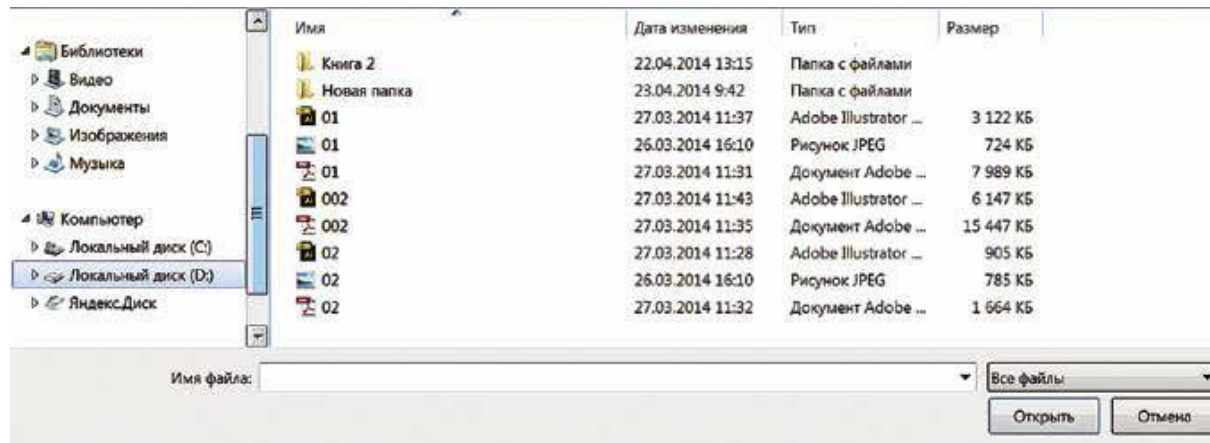 Имя Дата изменения Тип Размер
Библиотеки
Видео
Документы
Изображения
Музыка
Компьютер
Локальный диск (C:)
Локальный диск (D:)
Яндекс.Диск
Книга 2 22.04.2014 13:15 Папка с файлами
Новая папка 23.04.2014 9:42 Папка с файлами
01 27.03.2014 11:37 Adobe Illustrator ... 3 122 КБ
01 26.03.2014 16:10 Рисунок JPEG 724 КБ
01 27.03.2014 11:31 Документ Adobe ... 7 989 КБ
002 27.03.2014 11:43 Adobe Illustrator ... 6 147 КБ
002 27.03.2014 11:35 Документ Adobe ... 15 447 КБ
02 27.03.2014 11:28 Adobe Illustrator ... 905 КБ
02 26.03.2014 16:10 Рисунок JPEG 785 КБ
02 27.03.2014 11:32 Документ Adobe ... 1 664 КБ
Имя файла: Все файлы
Открыть Отмена